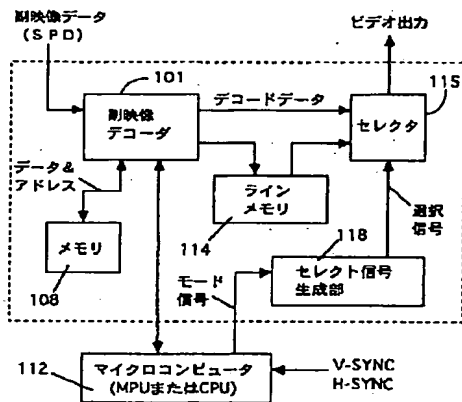 副映像データ
(SPD)
ビデオ出力
101
115
デコードデータ
副映像
デコーダ
セレクタ
データ&
アドレス
ライン
メモリ
選択
信号
メモリ
114
118
108
モード
信号
セレクト信号
生成部
112
マイクロコンピュータ
(MPUまたはCPU)
V-SYNC
H-SYNC